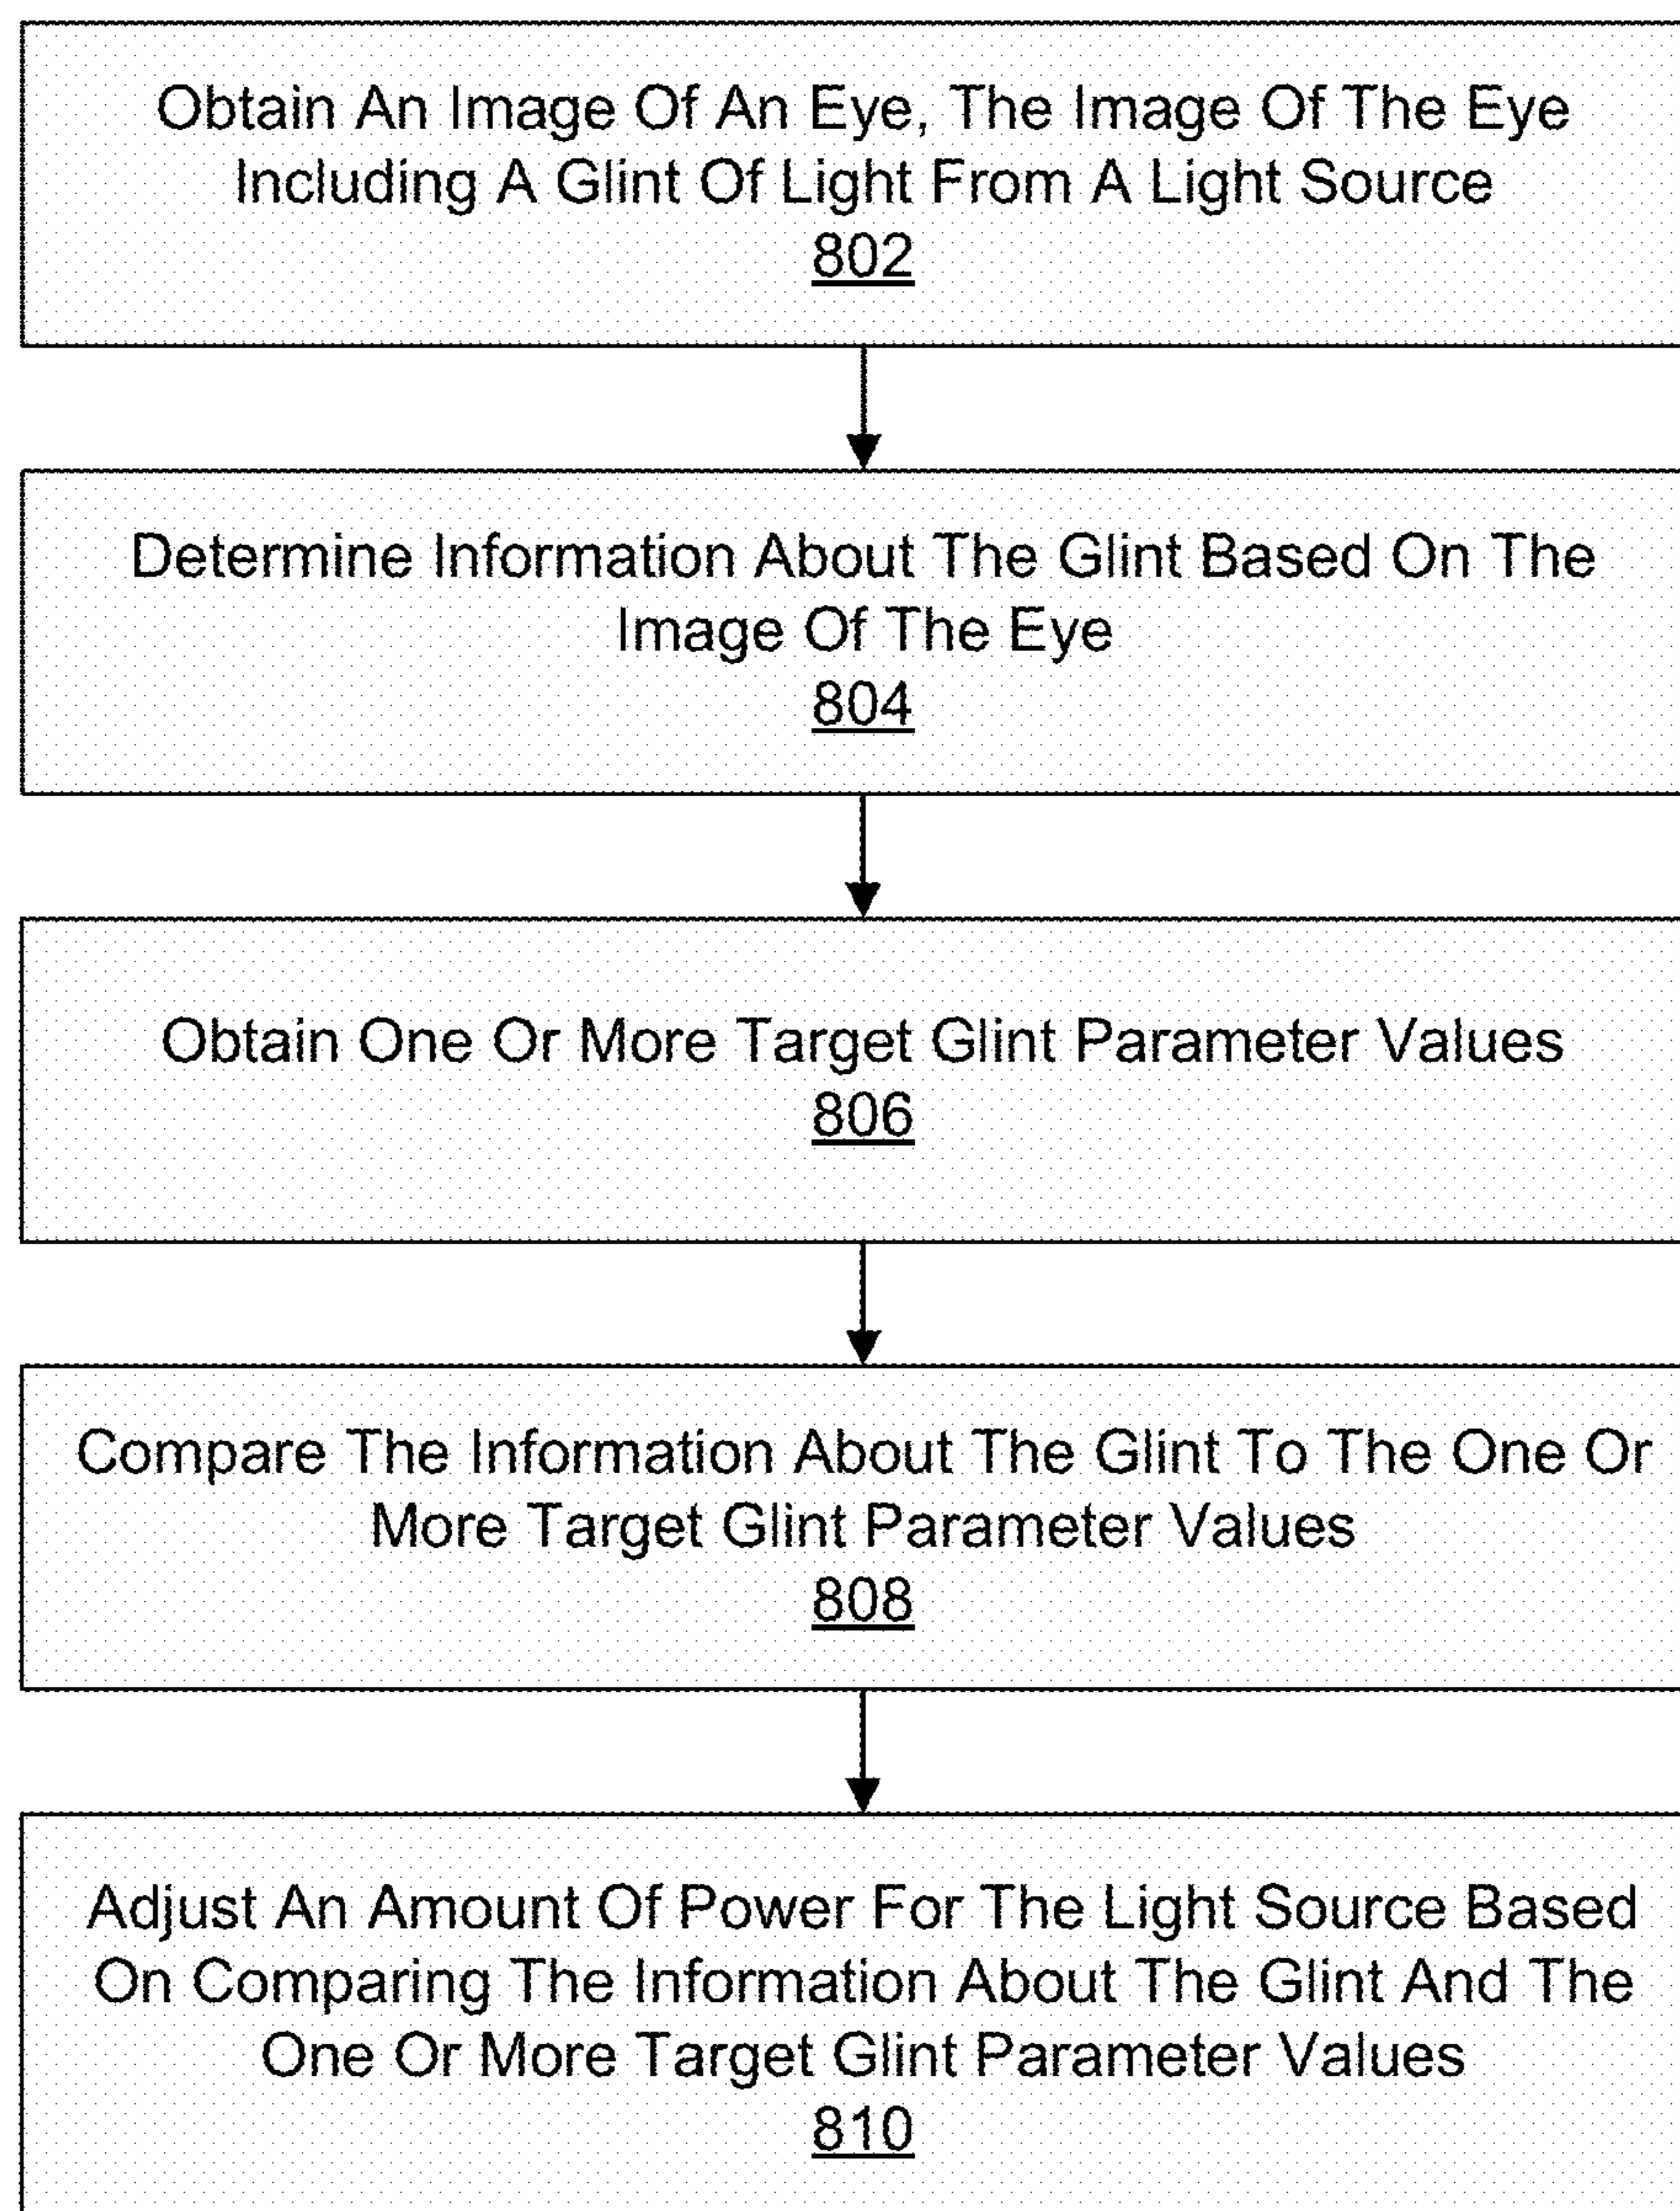 Obtain An Image Of An Eye, The Image Of The Eye
Including A Glint Of Light From A Light Source
802
Determine Information About The Glint Based On The
Image Of The Eye
804
Obtain One Or More Target Glint Parameter Values
806
Compare The Information About The Glint To The One Or
More Target Glint Parameter Values
808
Adjust An Amount Of Power For The Light Source Based
On Comparing The Information About The Glint And The
One Or More Target Glint Parameter Values
810